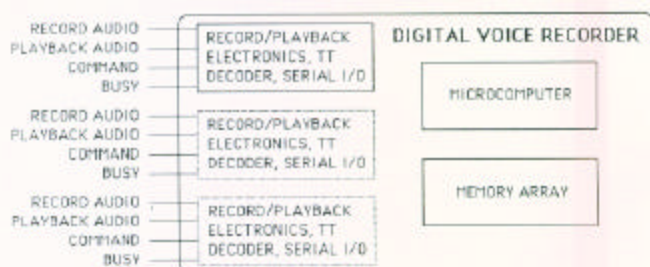 DIGITAL VOICE RECORDER
RECORD AUDIO
PLAYBACK AUDIO
COMMAND
BUSY
RECORD/PLAYBACK
ELECTRONICS, TT
DECODER, SERIAL I/O
MICROCOMPUTER
RECORD AUDIO
PLAYBACK AUDIO
COMMAND
BUSY
RECORD/PLAYBACK
ELECTRONICS, TT
DECODER, SERIAL I/O
MEMORY ARRAY
RECORD AUDIO
PLAYBACK AUDIO
COMMAND
BUSY
RECORD/PLAYBACK
ELECTRONICS, TT
DECODER, SERIAL I/O